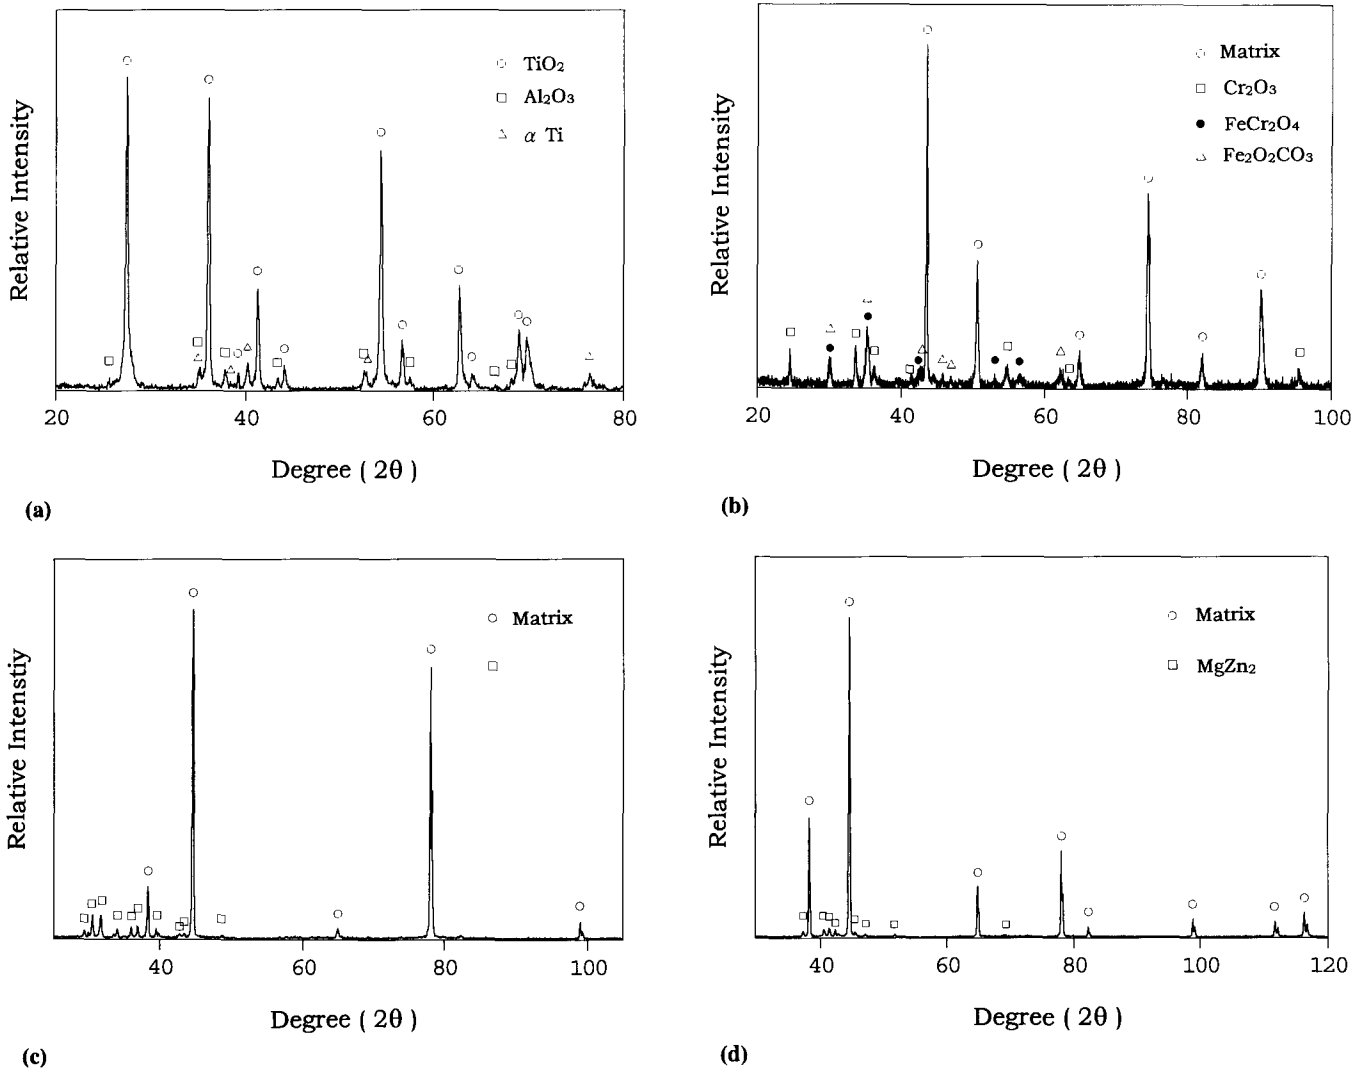 Relative Intensity
○ TiO₂
□ Al₂O₃
△ α Ti
20 40 60 80
Degree ( 2θ )
(a)
Relative Intensity
○ Matrix
□ Cr₂O₃
● FeCr₂O₄
△ Fe₂O₂CO₃
20 40 60 80 100
Degree ( 2θ )
(b)
Relative Intenstiy
○ Matrix
□
40 60 80 100
Degree ( 2θ )
(c)
Relative Intensity
○ Matrix
□ MgZn₂
40 60 80 100 120
Degree ( 2θ )
(d)